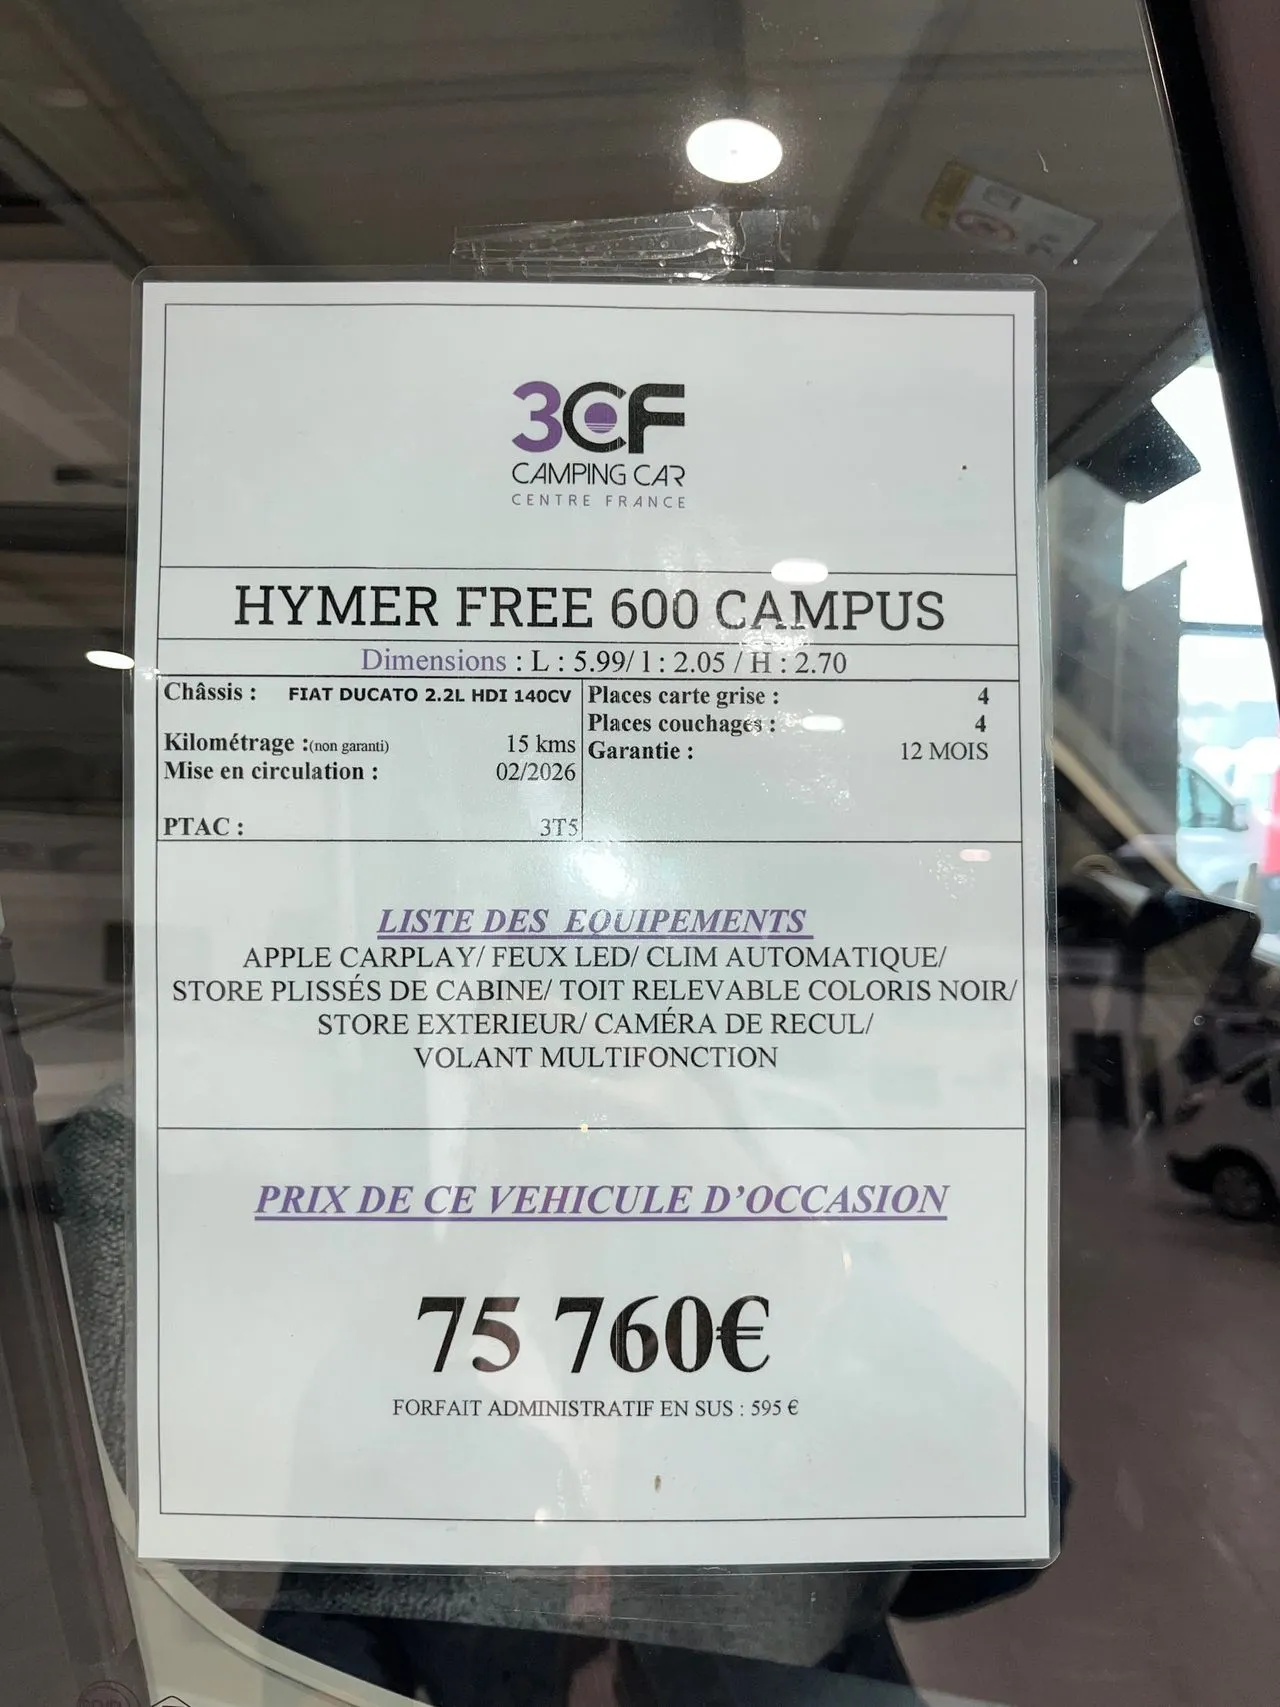 3CF
CAMPING CAR
CENTRE FRANCE
HYMER FREE 600 CAMPUS
Dimensions : L : 5.99/ l : 2.05 / H : 2.70
Châssis : FIAT DUCATO 2.2L HDI 140CV
Kilométrage :(non garanti) 15 kms
Mise en circulation : 02/2026
PTAC : 3T5
Places carte grise : 4
Places couchages : 4
Garantie : 12 MOIS
LISTE DES EQUIPEMENTS
APPLE CARPLAY/ FEUX LED/ CLIM AUTOMATIQUE/
STORE PLISSÉS DE CABINE/ TOIT RELEVABLE COLORIS NOIR/
STORE EXTERIEUR/ CAMÉRA DE RECUL/
VOLANT MULTIFONCTION
PRIX DE CE VEHICULE D’OCCASION
75 760€
FORFAIT ADMINISTRATIF EN SUS : 595 €